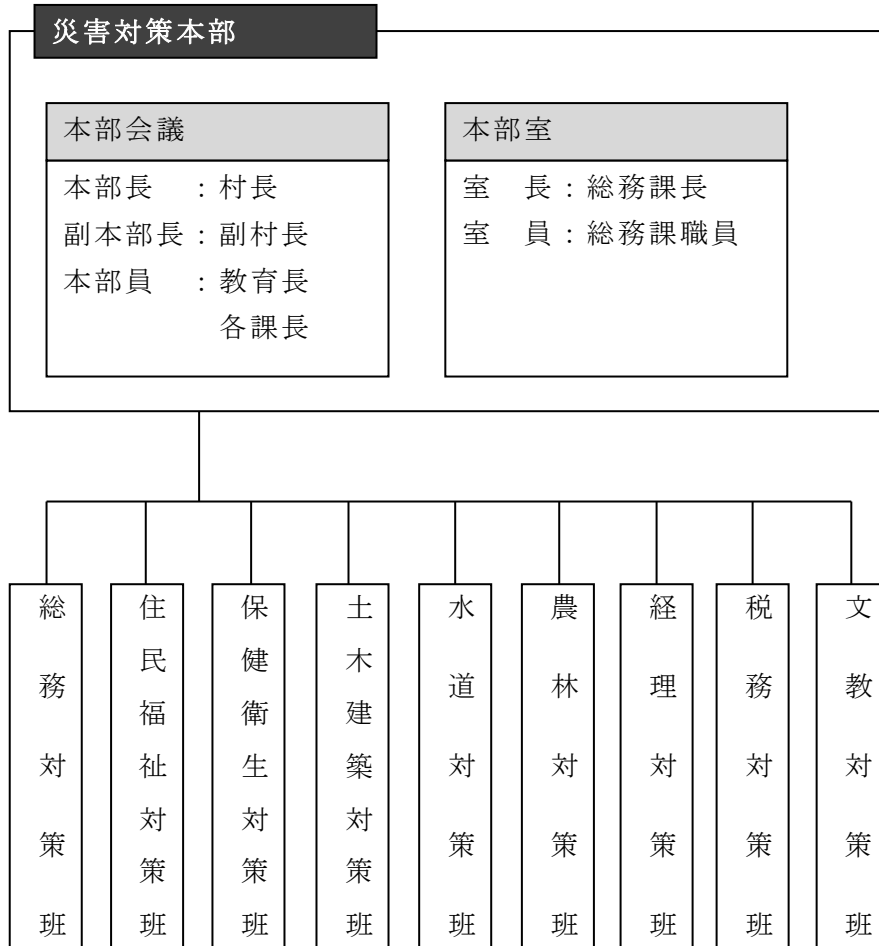 災害対策本部
本部会議
本部長　：村長
副本部長：副村長
本部員　：教育長
各課長
本部室
室　長：総務課長
室　員：総務課職員
総務対策班
住民福祉対策班
保健衛生対策班
土木建築対策班
水道対策班
農林対策班
経理対策班
税務対策班
文教対策班